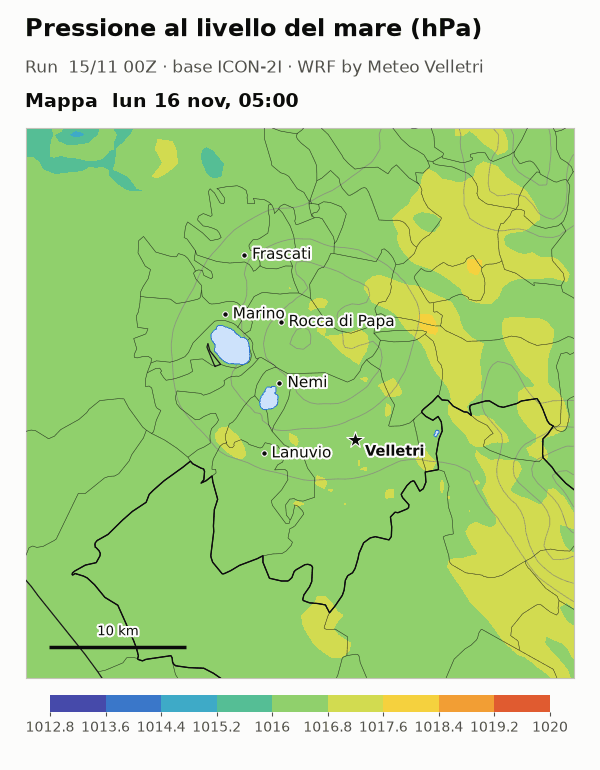 Pressione al livello del mare (hPa)
Run  15/11 00Z · base ICON-2I · WRF by Meteo Velletri
Mappa  lun 16 nov, 05:00
Frascati
Marino
Rocca di Papa
Nemi
Velletri
Lanuvio
10 km
1012.8 1013.6 1014.4 1015.2 1016 1016.8 1017.6 1018.4 1019.2 1020